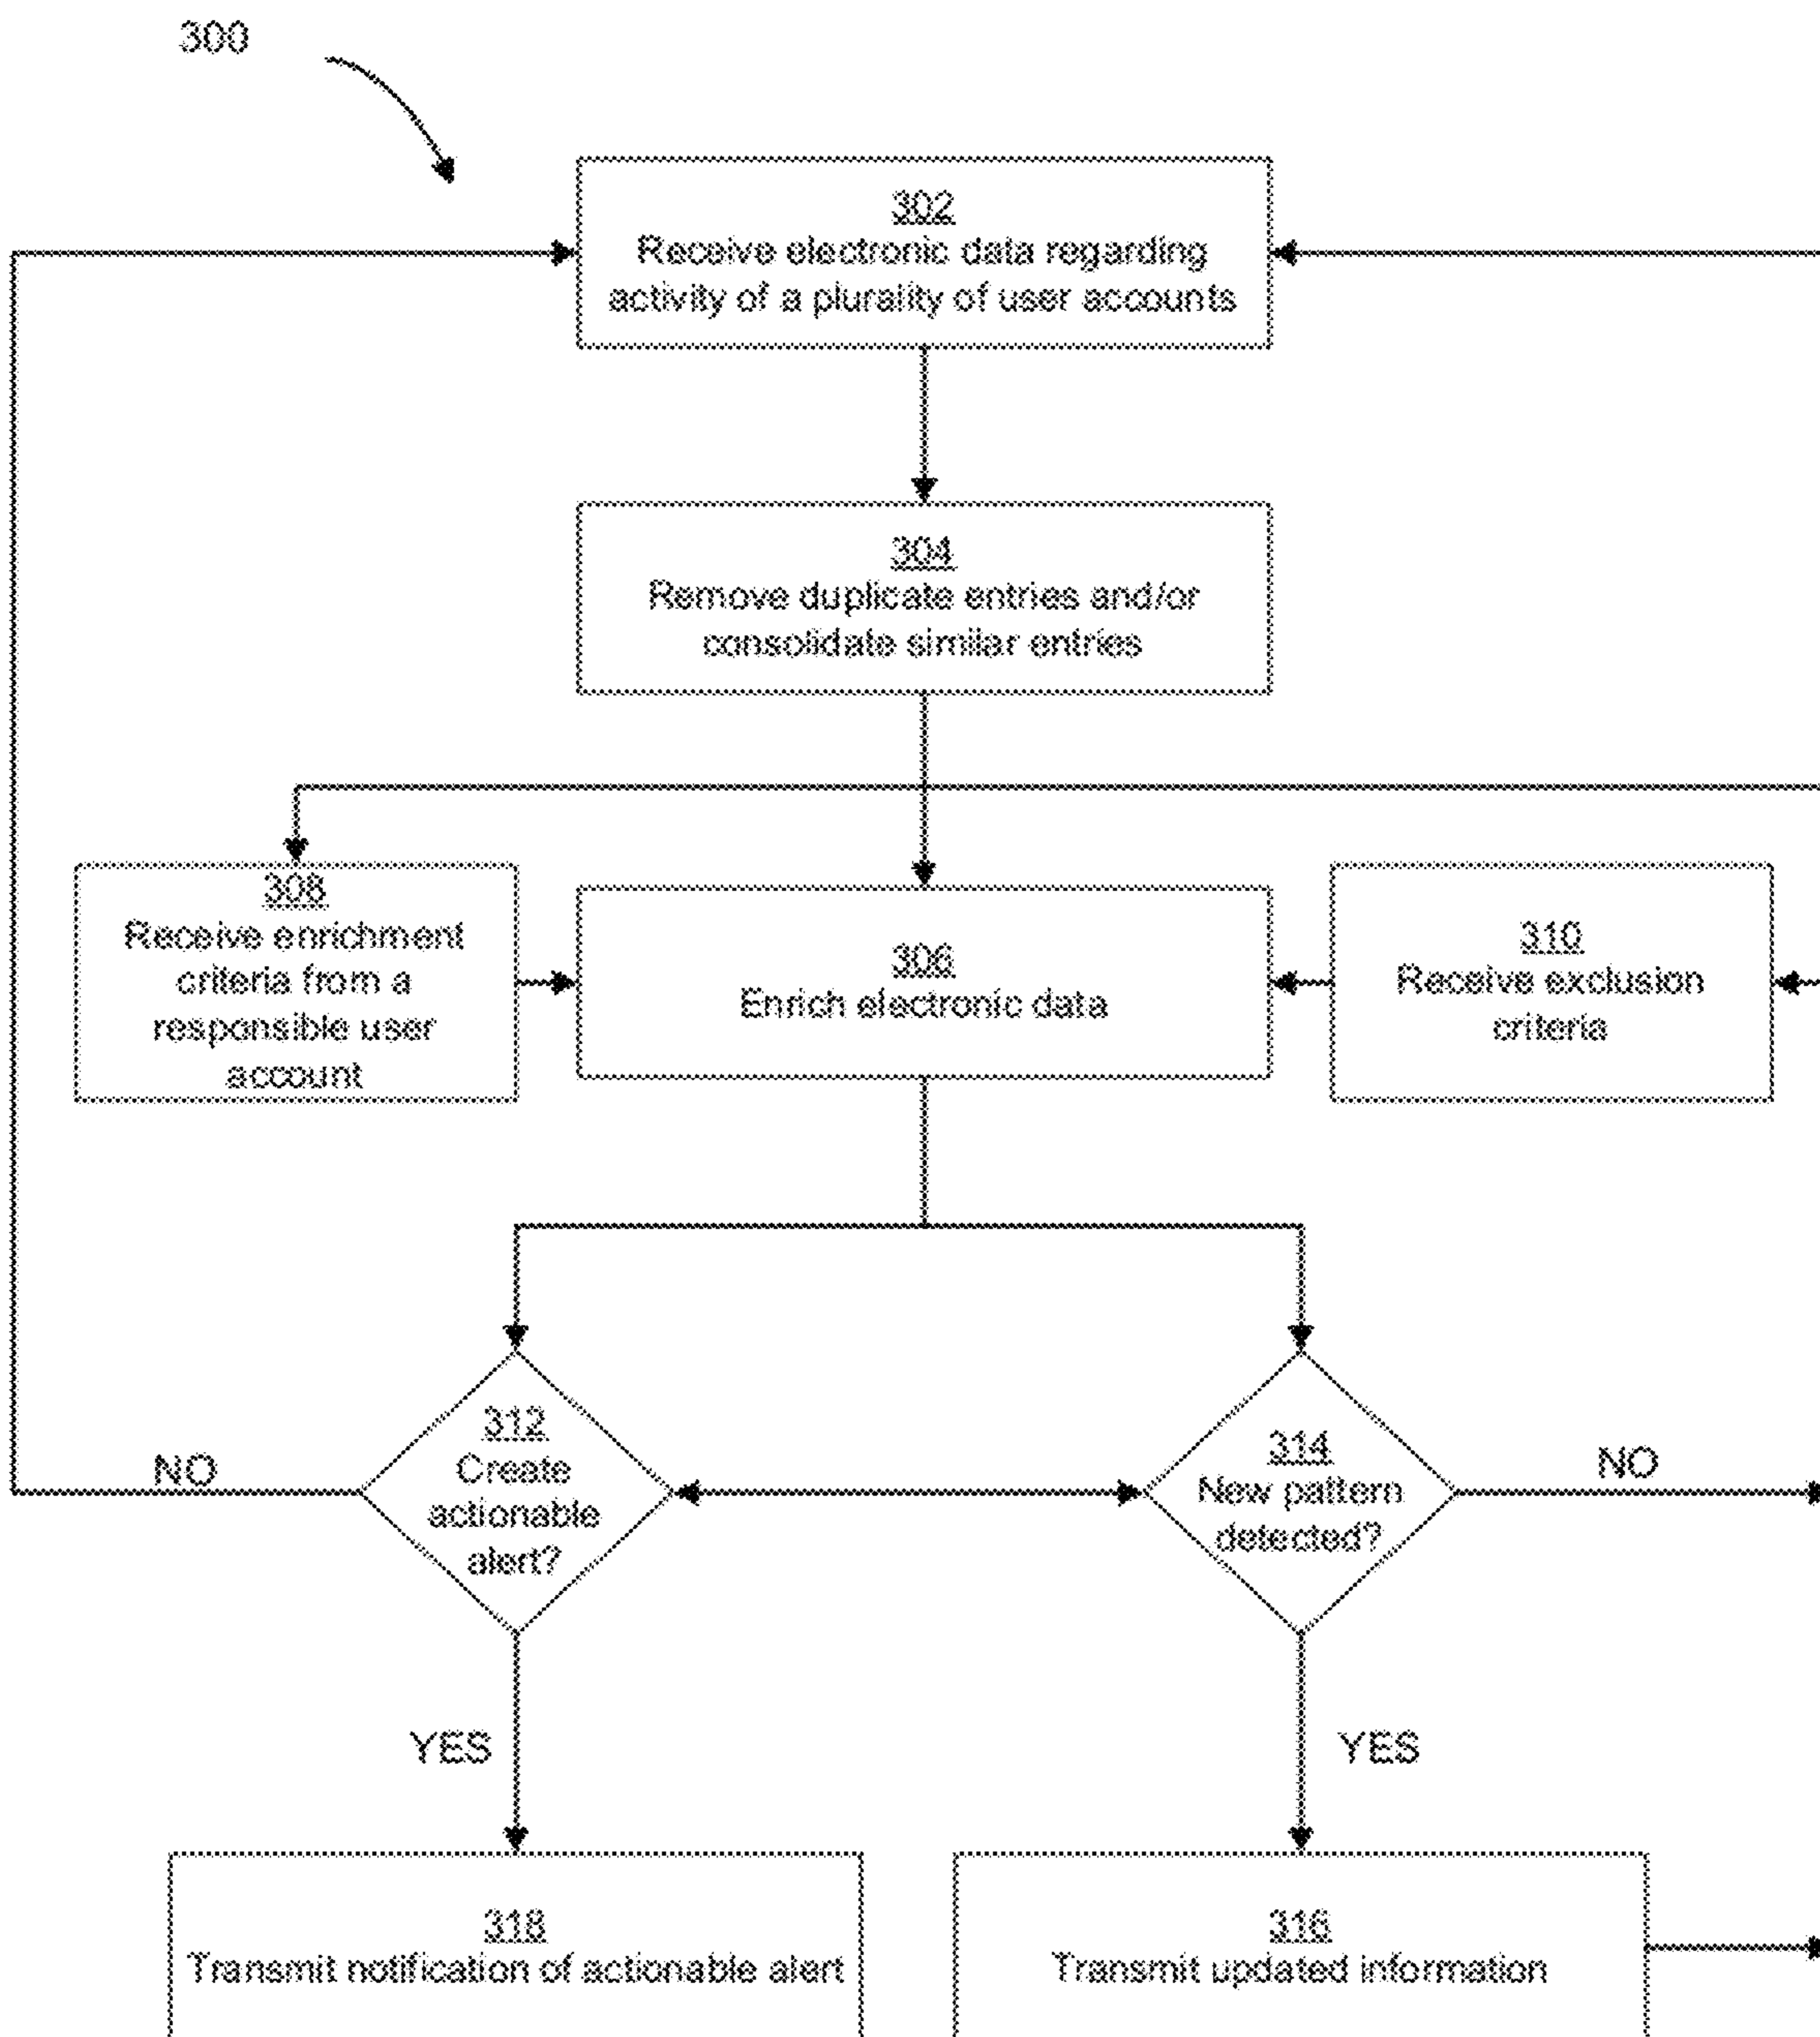 300
302
Receive electronic data regarding
activity of a plurality of user accounts
304
Remove duplicate entries and/or
consolidate similar entries
308
Receive enrichment
criteria from a
responsible user
account
306
Enrich electronic data
310
Receive exclusion
criteria
312
Create
actionable
alert?
314
New pattern
detected?
NO
NO
YES
YES
318
Transmit notification of actionable alert
316
Transmit updated information